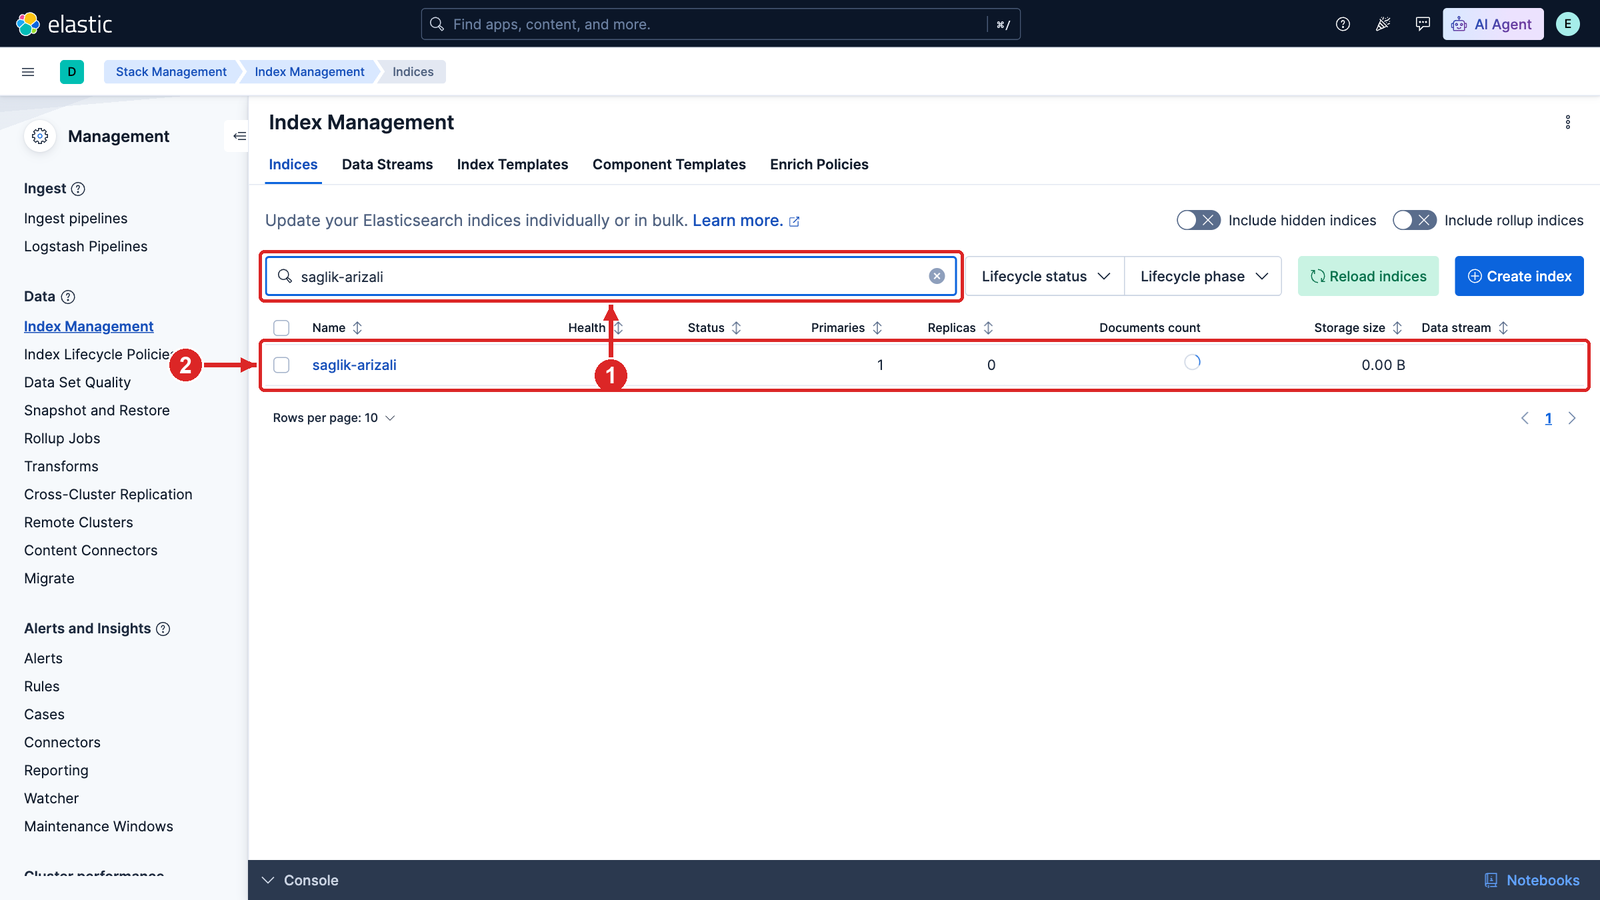 elastic
Find apps, content, and more.
⌘/
AI Agent
E
D
Stack Management
Index Management
Indices
Management
Ingest
Ingest pipelines
Logstash Pipelines
Data
Index Management
Index Lifecycle Policies
Data Set Quality
Snapshot and Restore
Rollup Jobs
Transforms
Cross-Cluster Replication
Remote Clusters
Content Connectors
Migrate
Alerts and Insights
Alerts
Rules
Cases
Connectors
Reporting
Watcher
Maintenance Windows
Cluster performance
Index Management
Indices Data Streams Index Templates Component Templates Enrich Policies
Update your Elasticsearch indices individually or in bulk. Learn more.
Include hidden indices
Include rollup indices
saglik-arizali
Lifecycle status
Lifecycle phase
Reload indices
Create index
Name Health Status Primaries Replicas Documents count Storage size Data stream
saglik-arizali 1 0 0.00 B
1
2
Rows per page: 10
1
Console
Notebooks